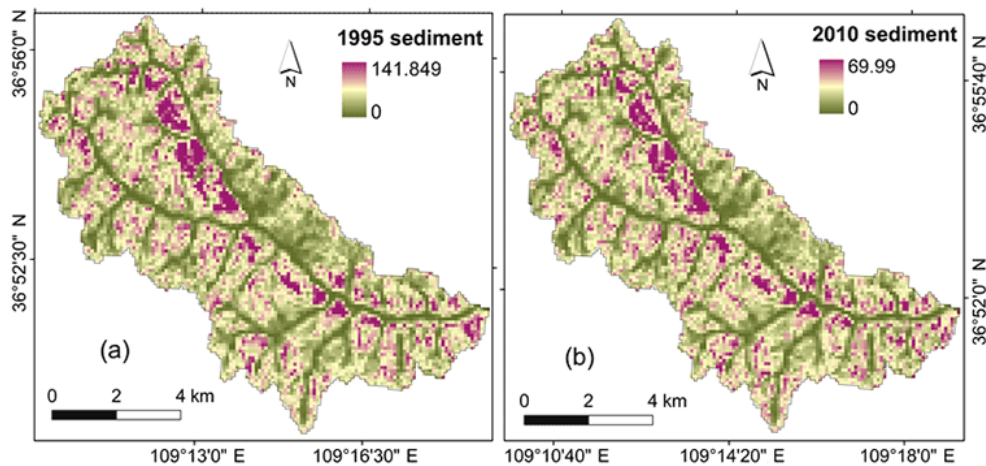 1995 sediment
141.849
0
N
(a)
0 2 4 km
36°56'0" N
36°52'30" N
109°13'0" E
109°16'30" E
2010 sediment
69.99
0
N
(b)
0 2 4 km
36°55'40" N
36°52'0" N
109°10'40" E
109°14'20" E
109°18'0" E